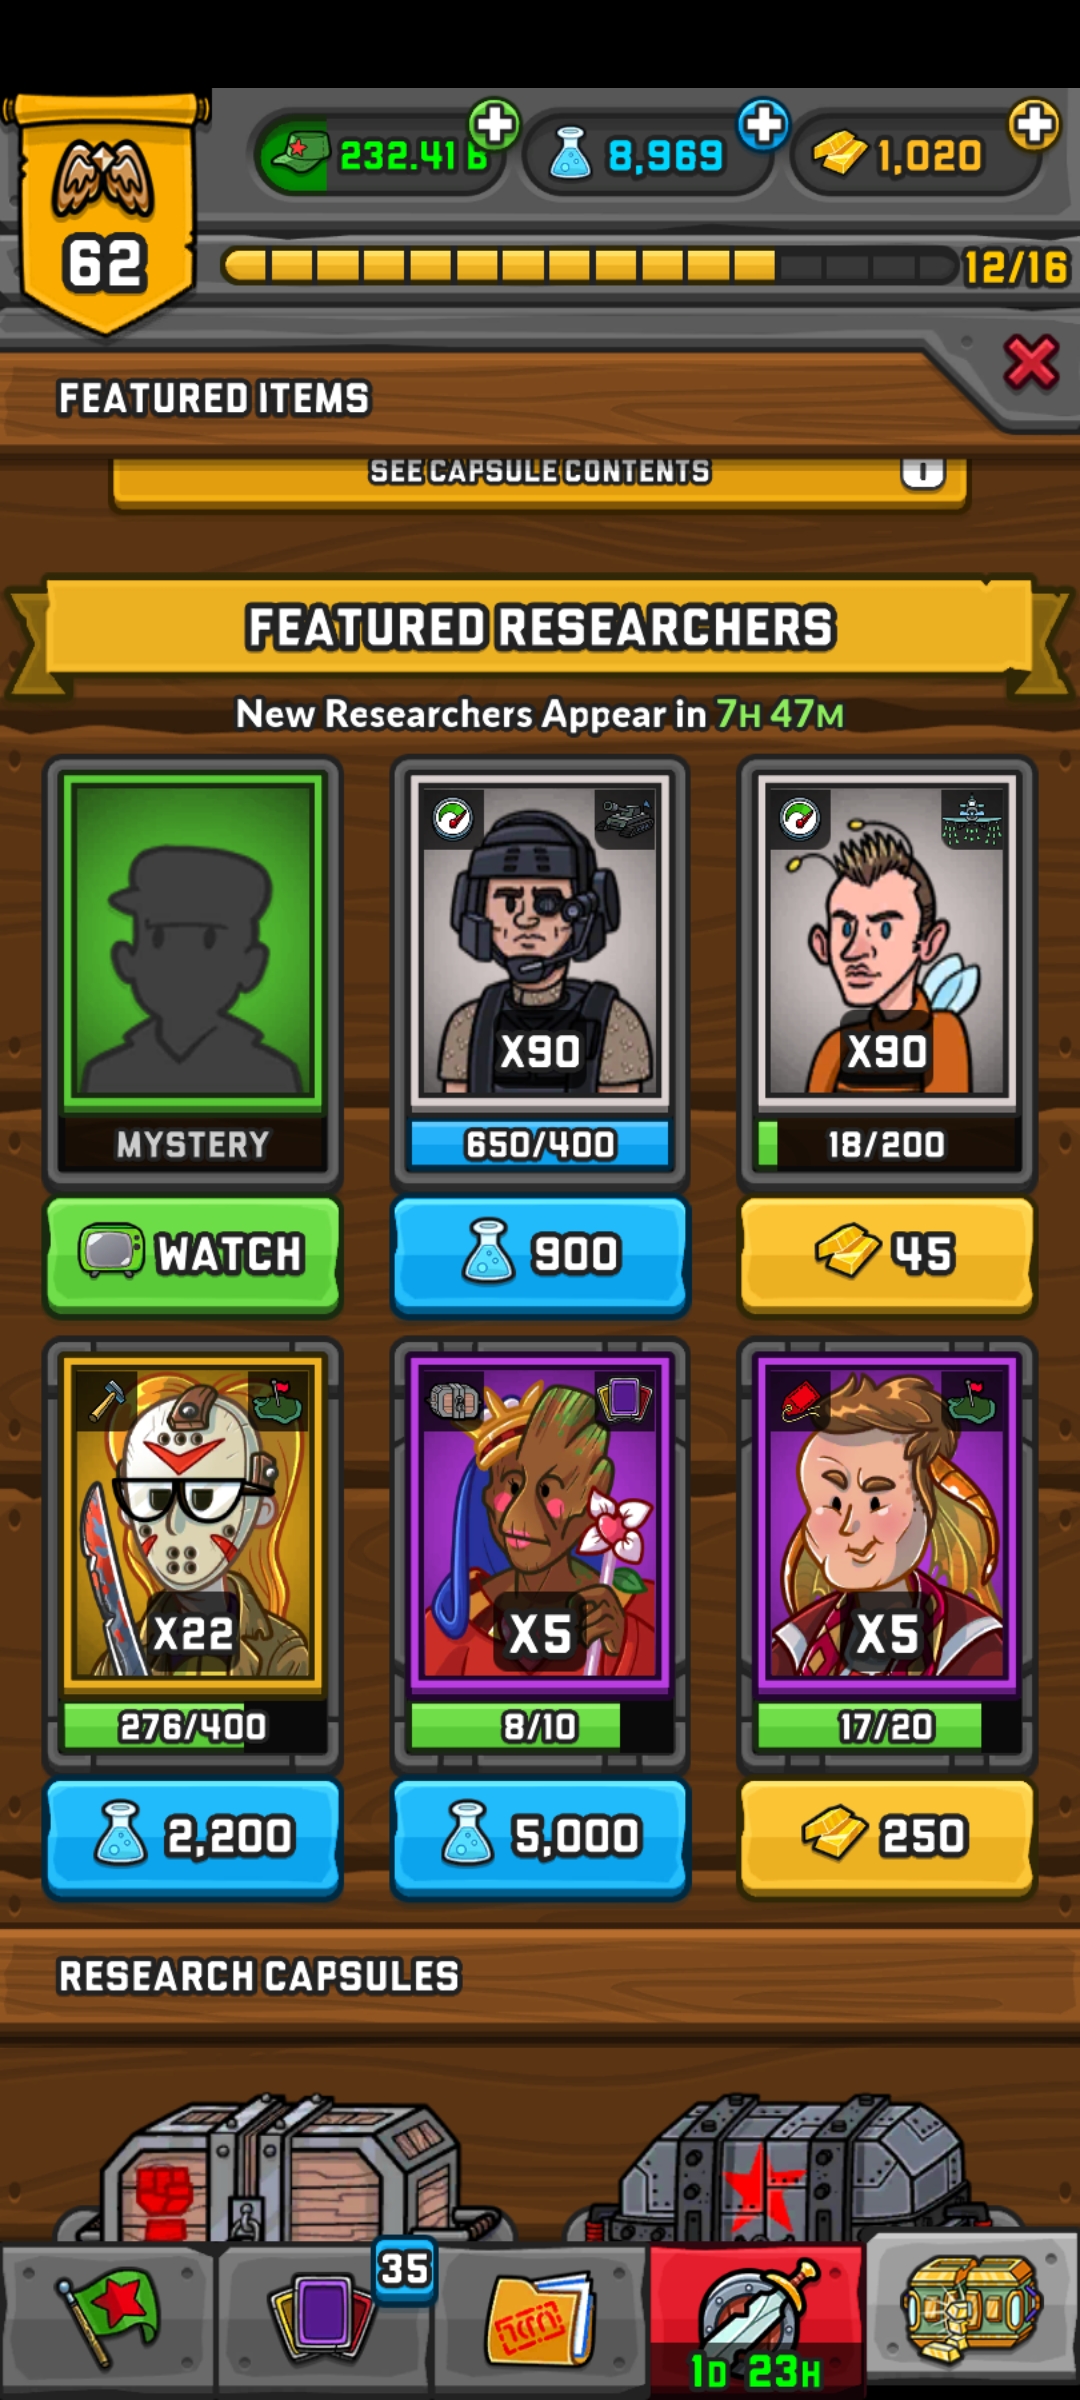 232.41 B
8,969
1,020
62
12/16
FEATURED ITEMS
SEE CAPSULE CONTENTS
FEATURED RESEARCHERS
New Researchers Appear in 7H 47M
X90
X90
MYSTERY
650/400
18/200
WATCH
900
45
X22
X5
X5
276/400
8/10
17/20
2,200
5,000
250
RESEARCH CAPSULES
35
1D 23H